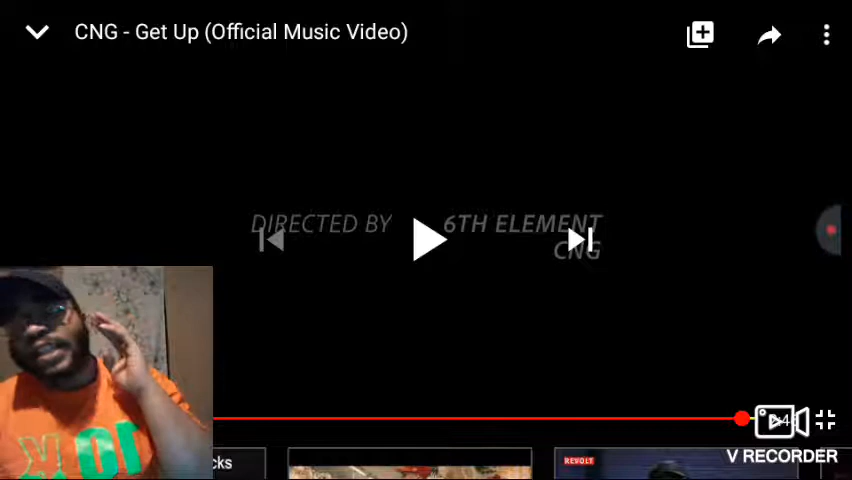 CNG - Get Up (Official Music Video)
DIRECTED BY 6TH ELEMENT
CNG
V RECORDER
cks
REVOLT